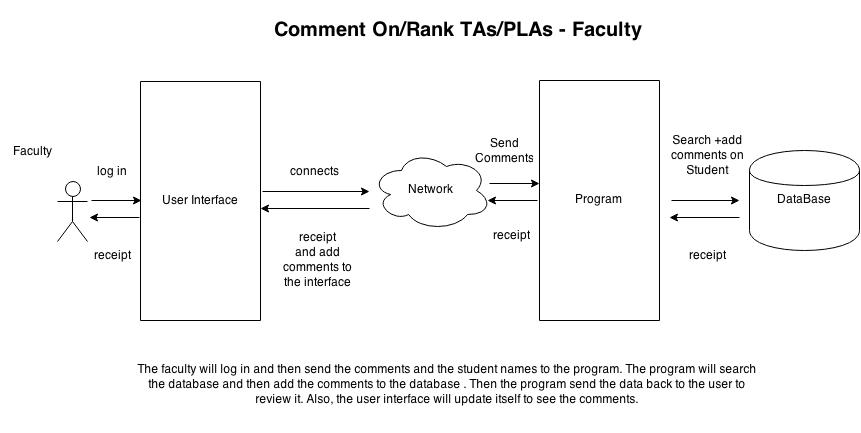 Comment On/Rank TAs/PLAs - Faculty
Faculty
log in
receipt
User Interface
connects
receipt
and add
comments to
the interface
Network
Send
Comments
receipt
Program
Search +add
comments on
Student
receipt
DataBase
The faculty will log in and then send the comments and the student names to the program. The program will search
the database and then add the comments to the database . Then the program send the data back to the user to
review it. Also, the user interface will update itself to see the comments.